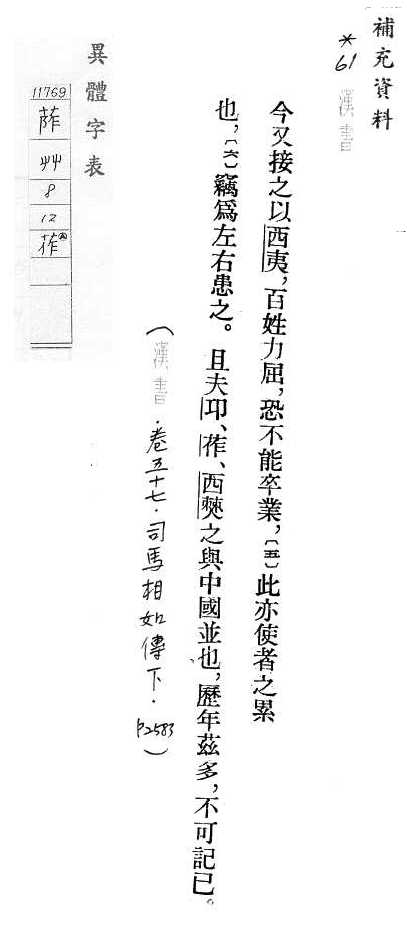 補充資料
*61 漢書
今又接之以西夷，百姓力屈，恐不能卒業，〔五〕此亦使者之累
也，〔六〕竊爲左右患之。且夫卭、莋、西僰之與中國並也，歷年茲多，不可記已。
（漢書．卷五十七．司馬相如傳下．p2583）
異體字表
11769
艸
8
12
莋